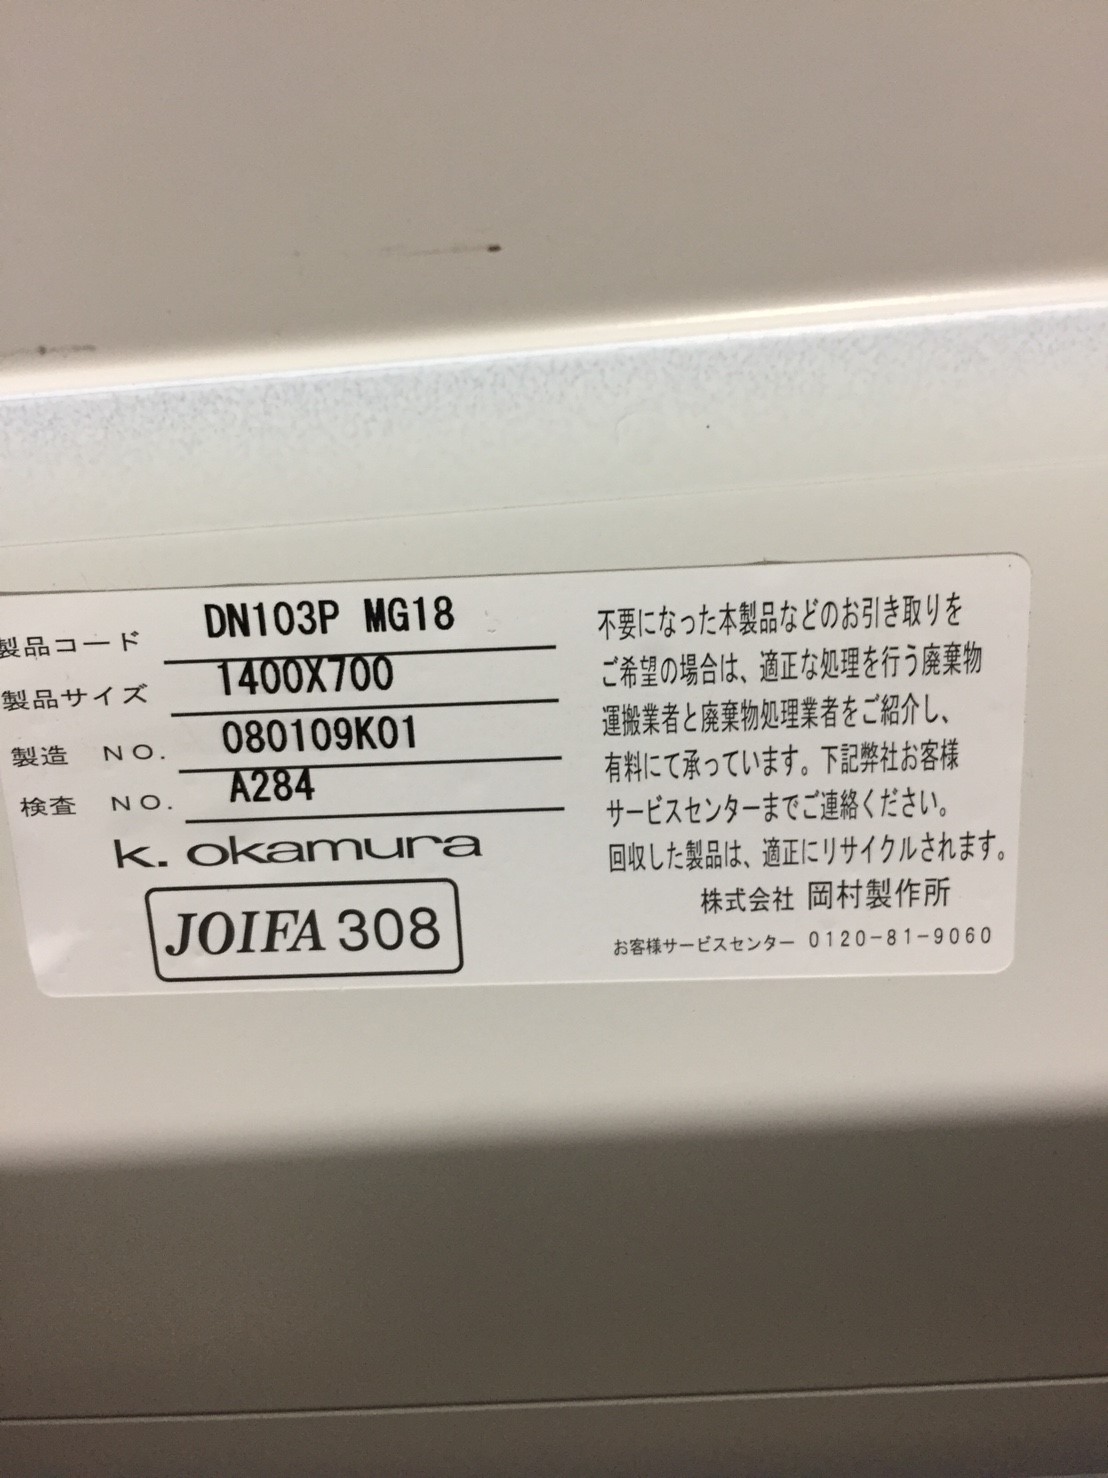 製品コード DN103P MG18
製品サイズ 1400X700
製造 NO. 080109K01
検査 NO. A284
k. okamura
JOIFA 308
不要になった本製品などのお引き取りを
ご希望の場合は、適正な処理を行う廃棄物
運搬業者と廃棄物処理業者をご紹介し、
有料にて承っています。下記弊社お客様
サービスセンターまでご連絡ください。
回収した製品は、適正にリサイクルされます。
株式会社 岡村製作所
お客様サービスセンター 0120-81-9060